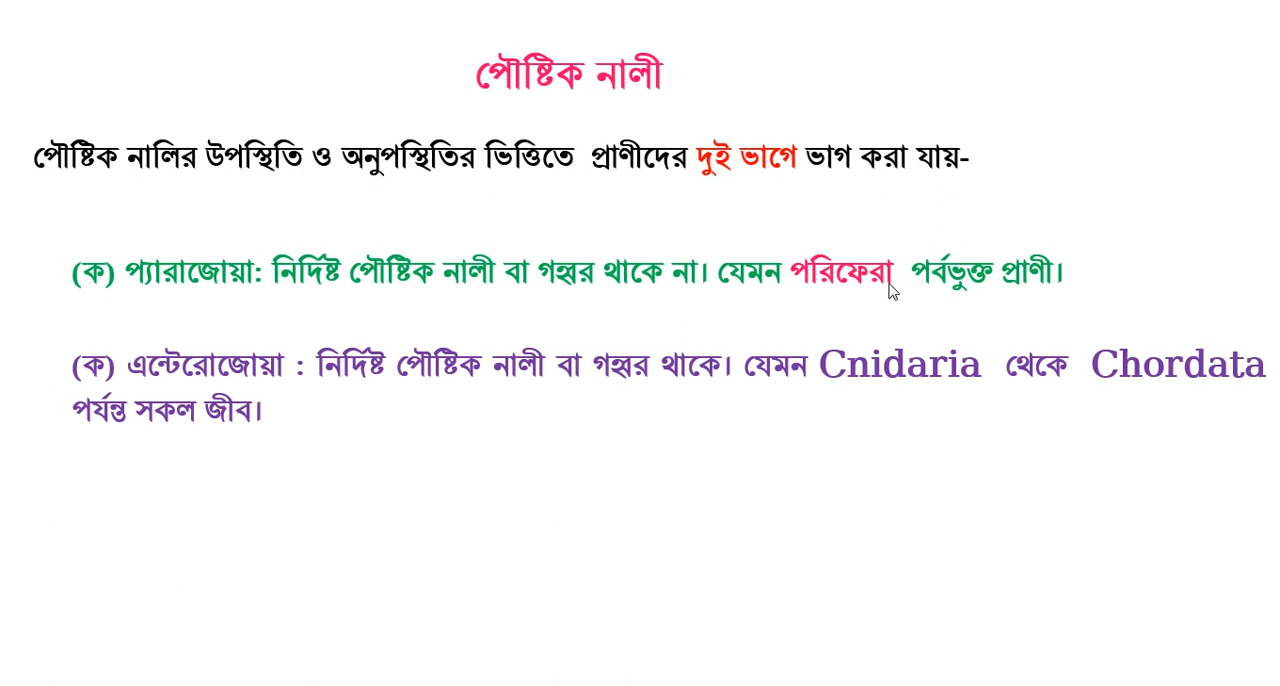 পৌষ্টিক নালী
পৌষ্টিক নালির উপস্থিতি ও অনুপস্থিতির ভিত্তিতে প্রাণীদের দুই ভাগে ভাগ করা যায়-
(ক) প্যারাজোয়া: নির্দিষ্ট পৌষ্টিক নালী বা গহ্বর থাকে না। যেমন পরিফেরা পর্বভুক্ত প্রাণী।
(ক) এন্টেরোজোয়া : নির্দিষ্ট পৌষ্টিক নালী বা গহ্বর থাকে। যেমন Cnidaria থেকে Chordata
পর্যন্ত সকল জীব।